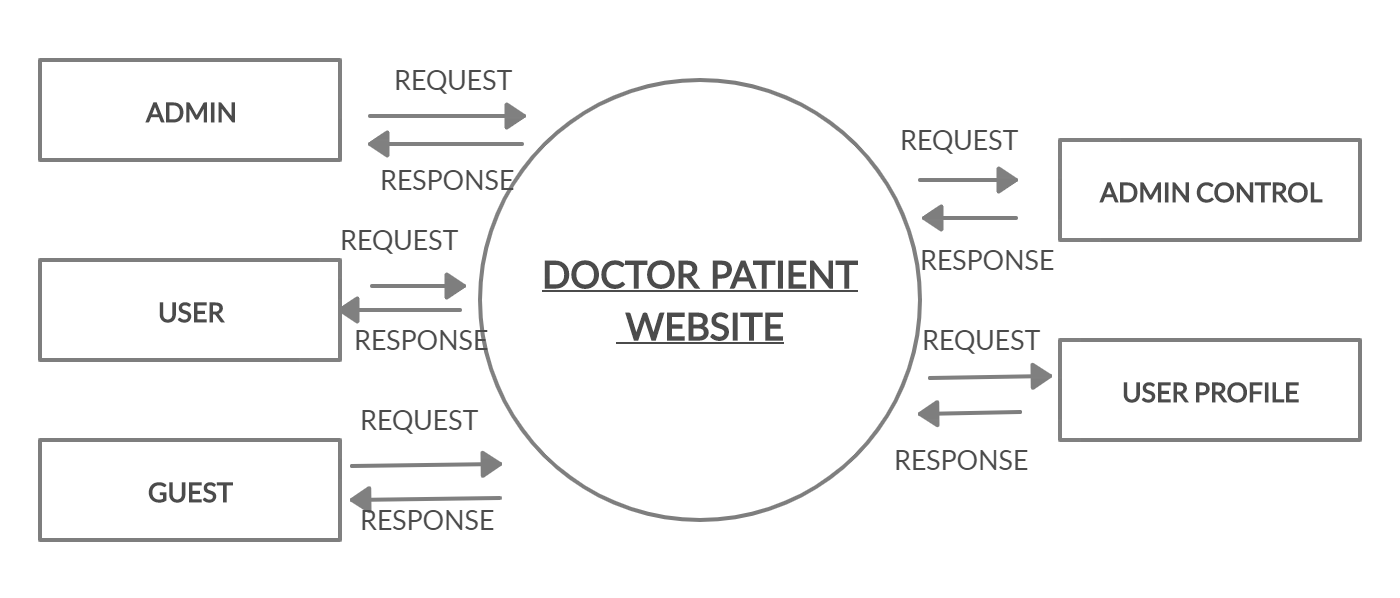 REQUEST
ADMIN
RESPONSE
REQUEST
USER
RESPONSE
REQUEST
GUEST
RESPONSE
DOCTOR PATIENT
WEBSITE
REQUEST
ADMIN CONTROL
RESPONSE
REQUEST
USER PROFILE
RESPONSE